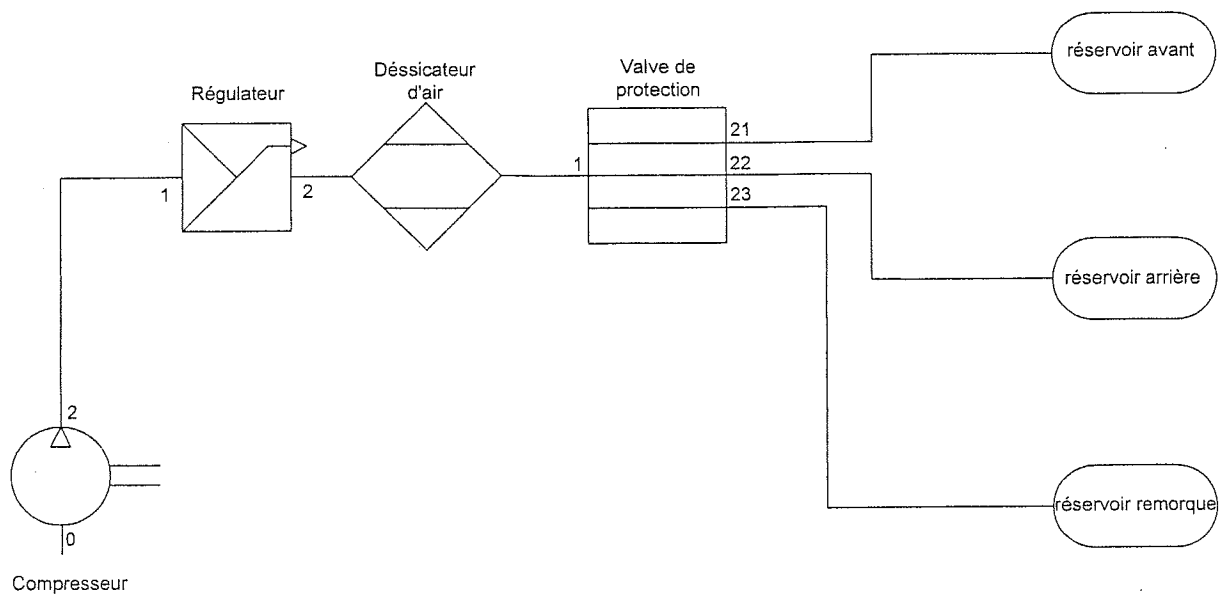 réservoir avant
Déssicateur
d'air
Valve de
protection
Régulateur
21
1
22
1
2
23
réservoir arrière
2
réservoir remorque
0
Compresseur